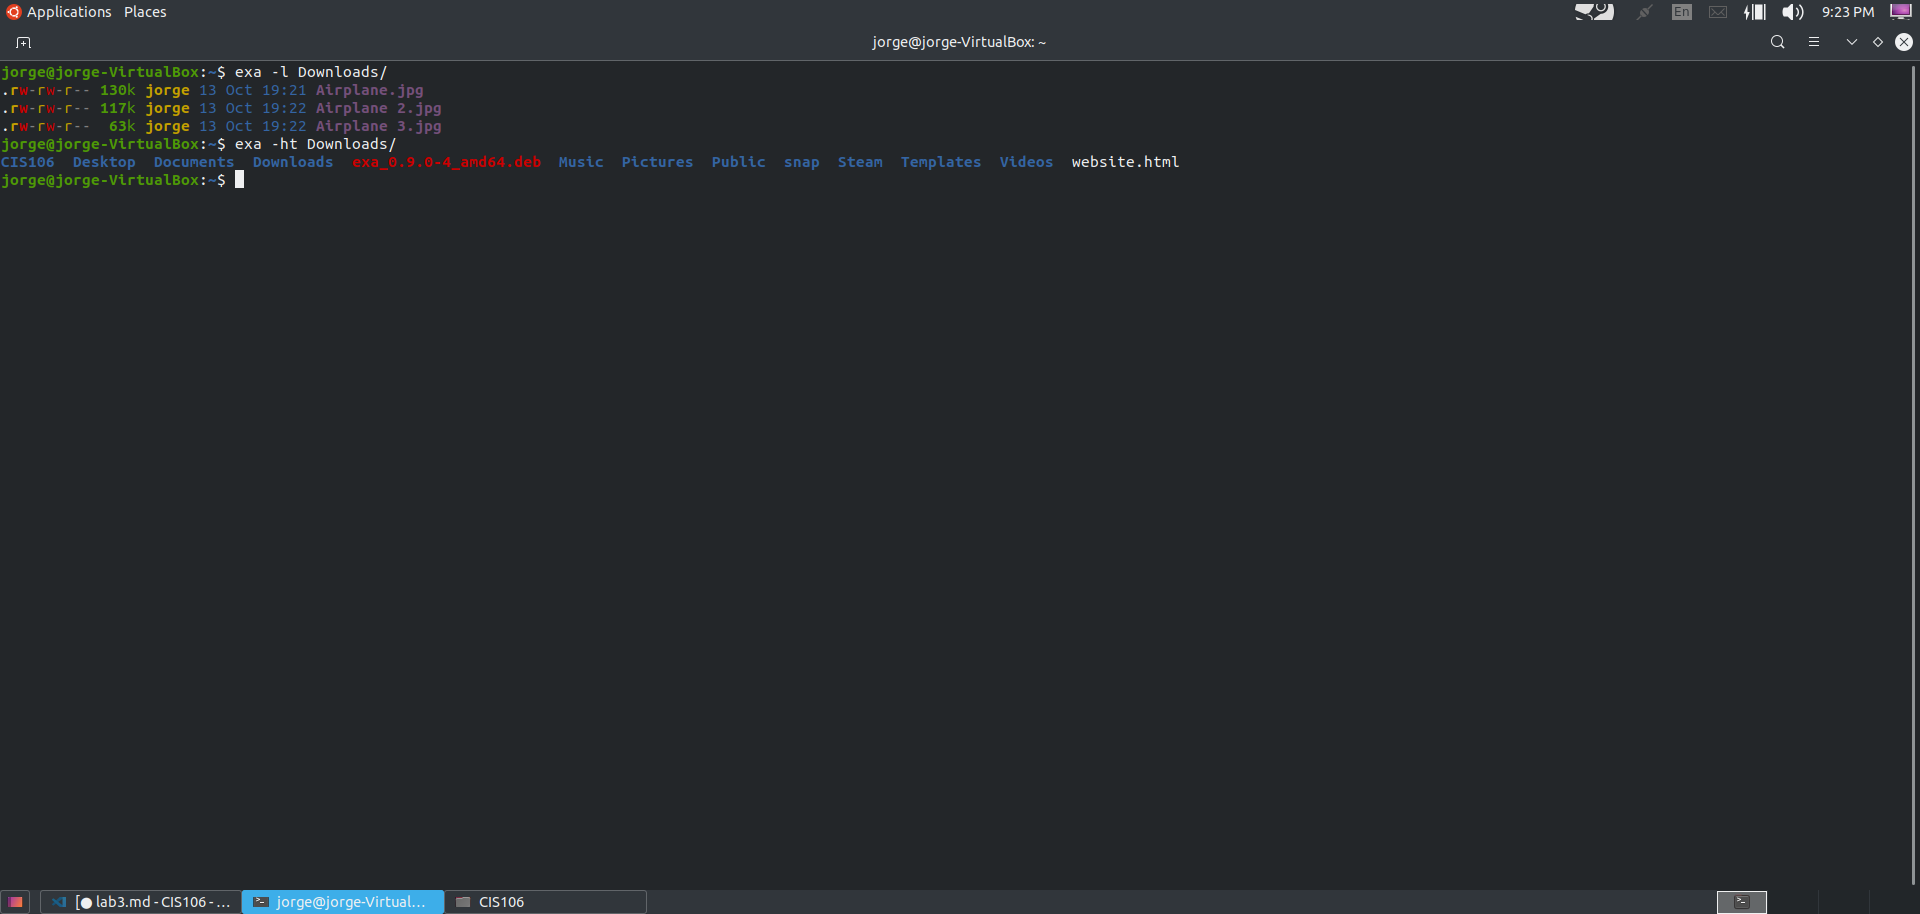 Applications Places En 9:23 PM
jorge@jorge-VirtualBox: ~
jorge@jorge-VirtualBox:~$ exa -l Downloads/
.rw-rw-r-- 130k jorge 13 Oct 19:21 Airplane.jpg
.rw-rw-r-- 117k jorge 13 Oct 19:22 Airplane 2.jpg
.rw-rw-r-- 63k jorge 13 Oct 19:22 Airplane 3.jpg
jorge@jorge-VirtualBox:~$ exa -ht Downloads/
CIS106 Desktop Documents Downloads exa_0.9.0-4_amd64.deb Music Pictures Public snap Steam Templates Videos website.html
jorge@jorge-VirtualBox:~$
[● lab3.md - CIS106 - ... jorge@jorge-Virtual... CIS106